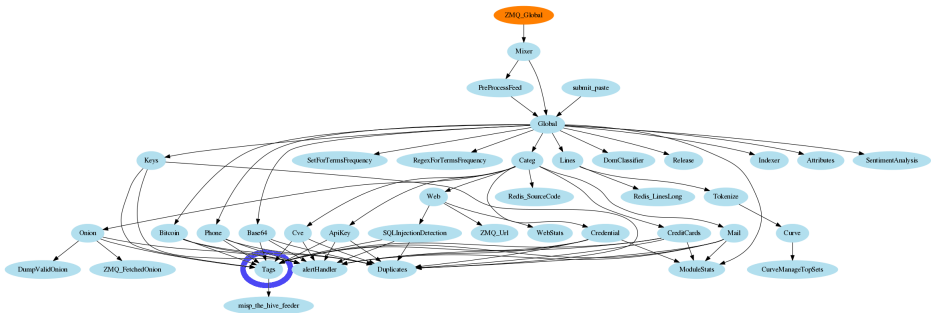 ZMQ_Global
Mixer
PreProcessFeed
submit_paste
Global
Keys
SetForTermsFrequency
RegexForTermsFrequency
Categ
Lines
DomClassifier
Release
Indexer
Attributes
SentimentAnalysis
Web
Redis_SourceCode
Redis_LinesLong
Tokenize
Onion
Bitcoin
Phone
Base64
Cve
ApiKey
SQLInjectionDetection
ZMQ_Url
WebStats
Credential
CreditCards
Mail
Curve
DumpValidOnion
ZMQ_FetchedOnion
Tags
alertHandler
Duplicates
ModuleStats
CurveManageTopSets
misp_the_hive_feeder